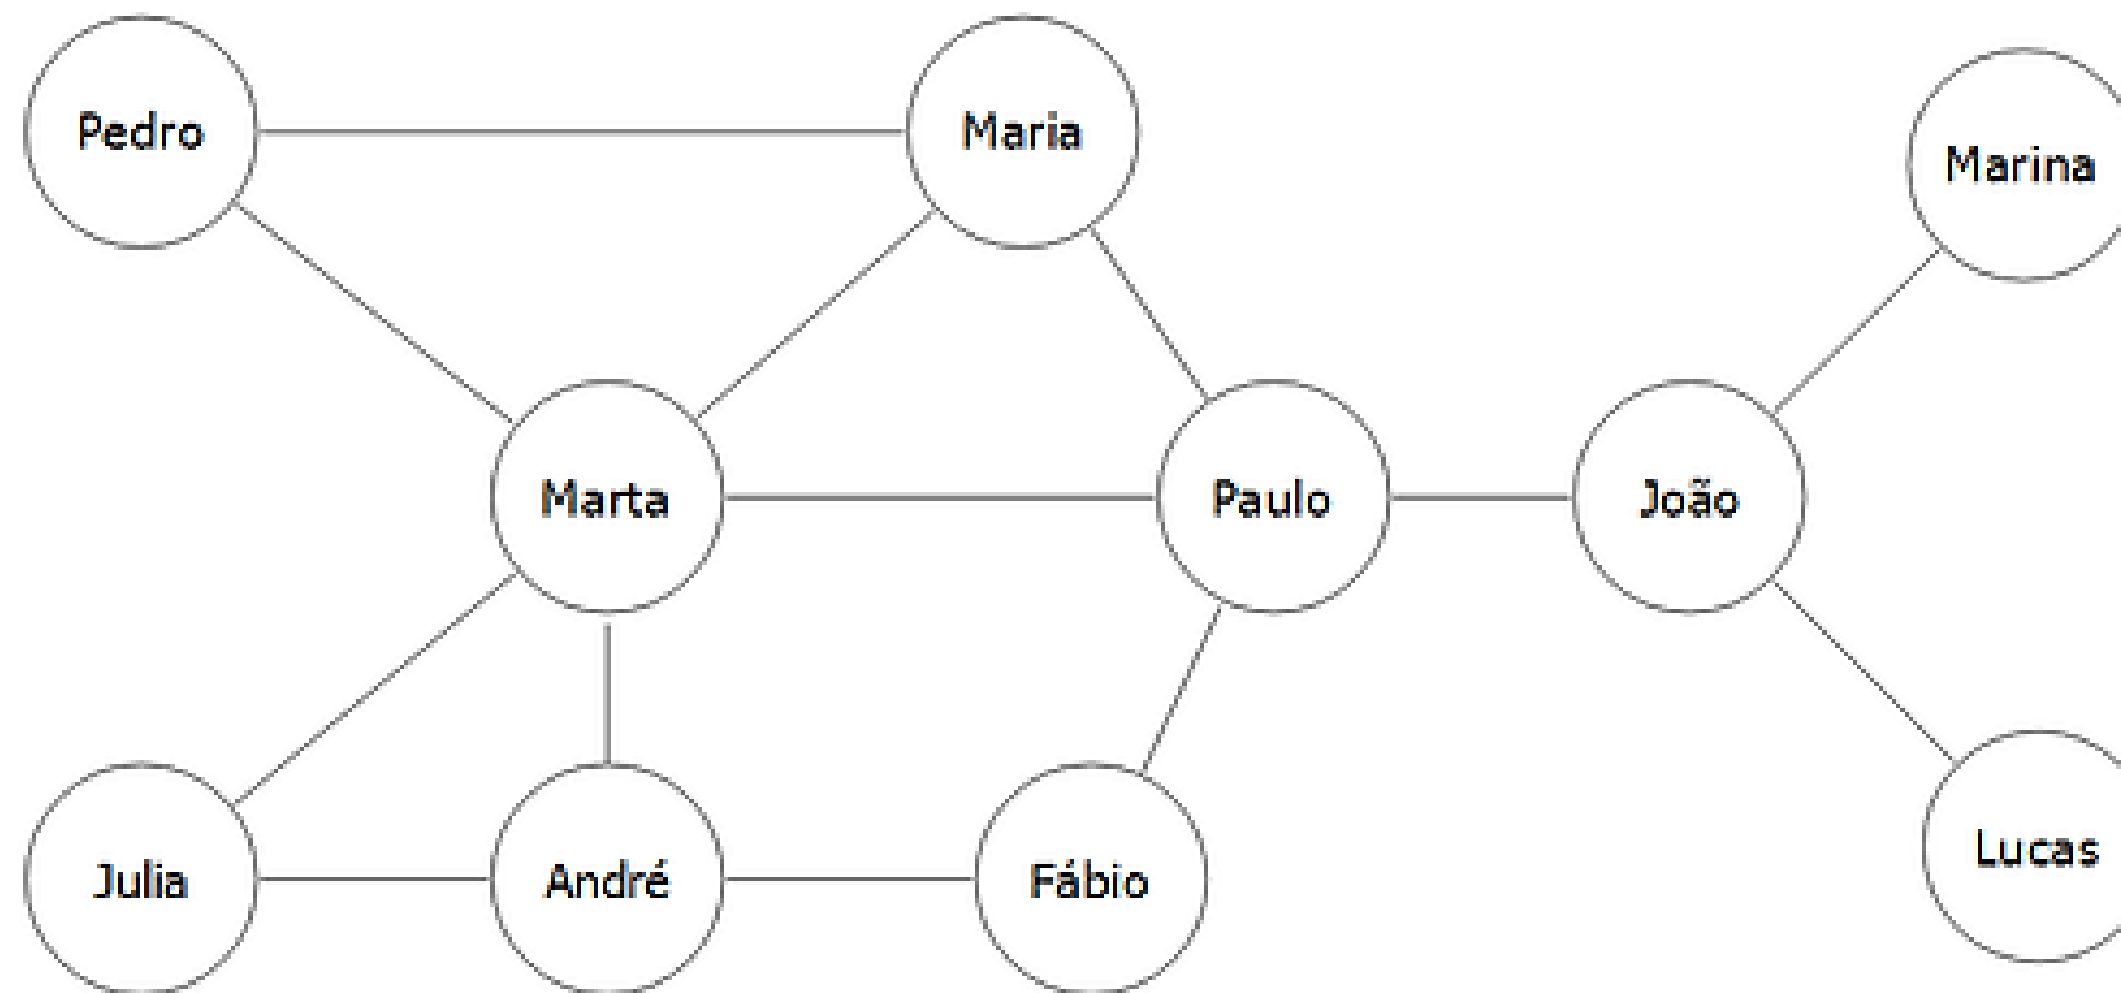 Pedro
Maria
Marina
Marta
Paulo
João
Julia
André
Fábio
Lucas